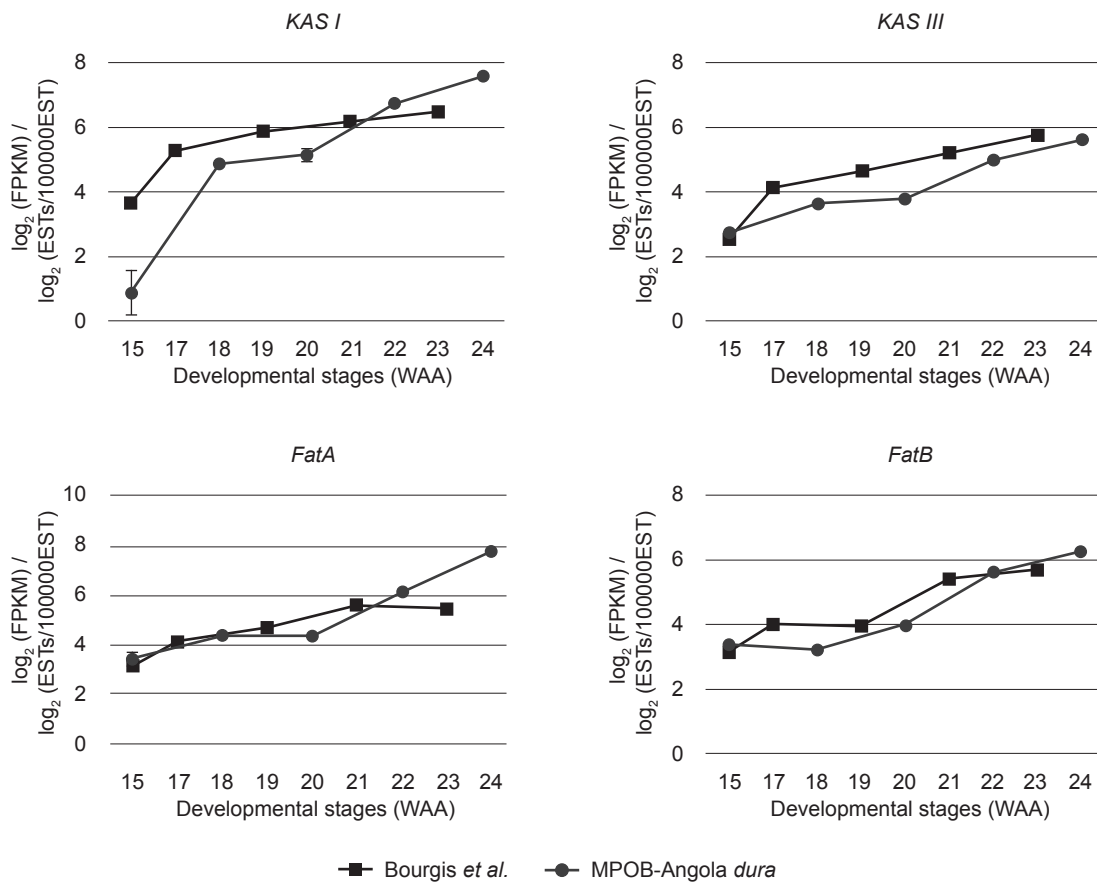 KAS I
log₂ (FPKM) /
log₂ (ESTs/100000EST)
8
6
4
2
0
15 17 18 19 20 21 22 23 24
Developmental stages (WAA)
KAS III
log₂ (FPKM) /
log₂ (ESTs/100000EST)
8
6
4
2
0
15 17 18 19 20 21 22 23 24
Developmental stages (WAA)
FatA
log₂ (FPKM) /
log₂ (ESTs/100000EST)
10
8
6
4
2
0
15 17 18 19 20 21 22 23 24
Developmental stages (WAA)
FatB
log₂ (FPKM) /
log₂ (ESTs/100000EST)
8
6
4
2
0
15 17 18 19 20 21 22 23 24
Developmental stages (WAA)
Bourgis et al. MPOB-Angola dura